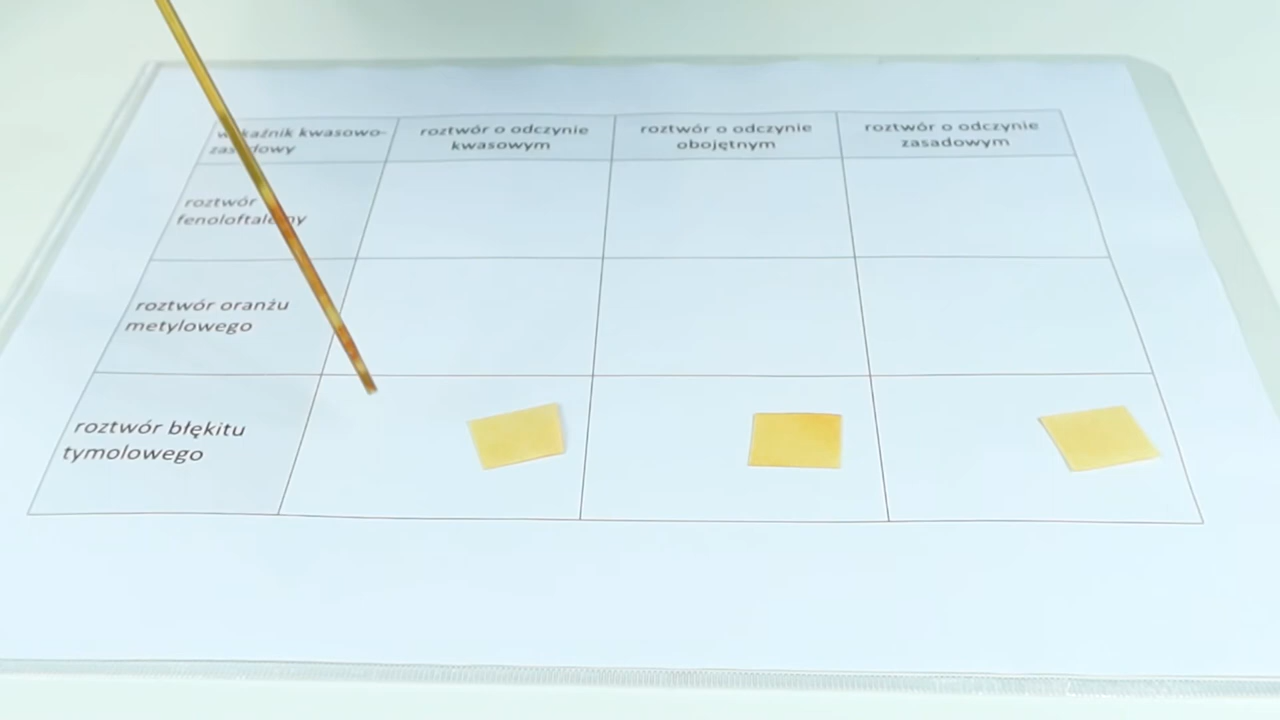 wskaźnik kwasowo-
zasadowy
roztwór o odczynie
kwasowym
roztwór o odczynie
obojętnym
roztwór o odczynie
zasadowym
roztwór
fenoloftaleiny
roztwór oranżu
metylowego
roztwór błękitu
tymolowego